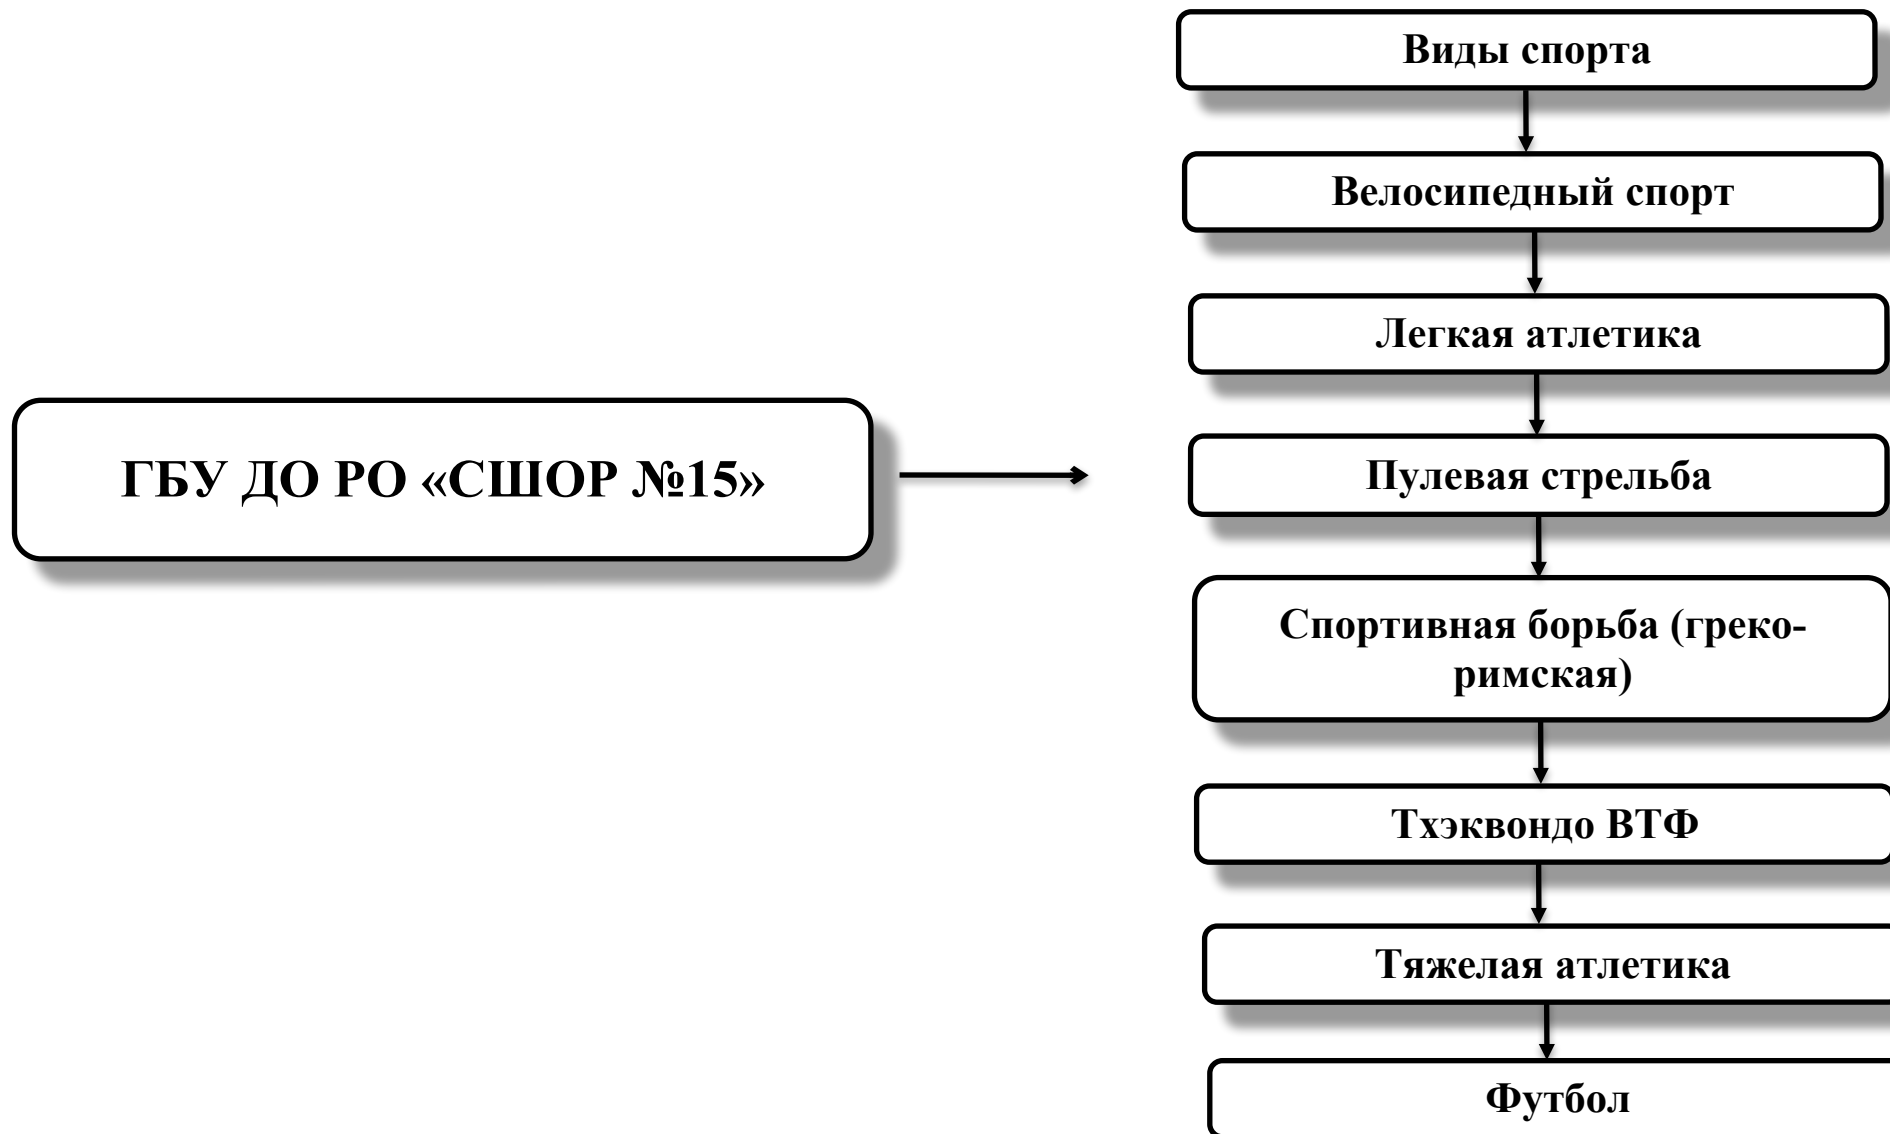 Виды спорта
Велосипедный спорт
Легкая атлетика
ГБУ ДО РО «СШОР №15»
Пулевая стрельба
Спортивная борьба (греко-
римская)
Тхэквондо ВТФ
Тяжелая атлетика
Футбол